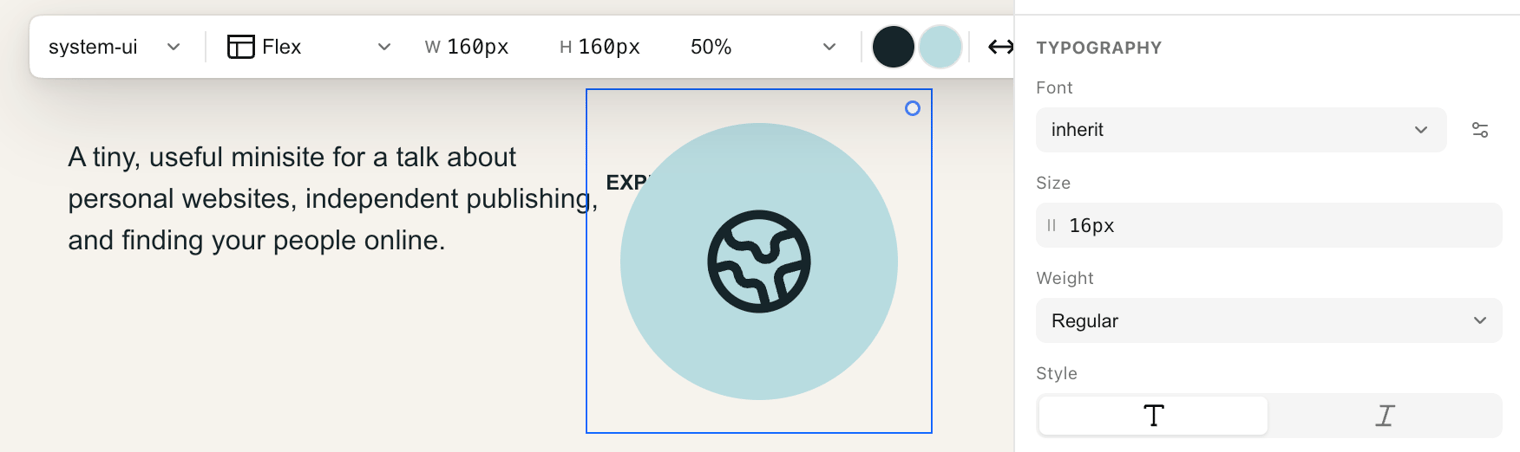 system-ui
Flex
W 160px
H 160px
50%
A tiny, useful minisite for a talk about
personal websites, independent publishing,
and finding your people online.
TYPOGRAPHY
Font
inherit
Size
16px
Weight
Regular
Style